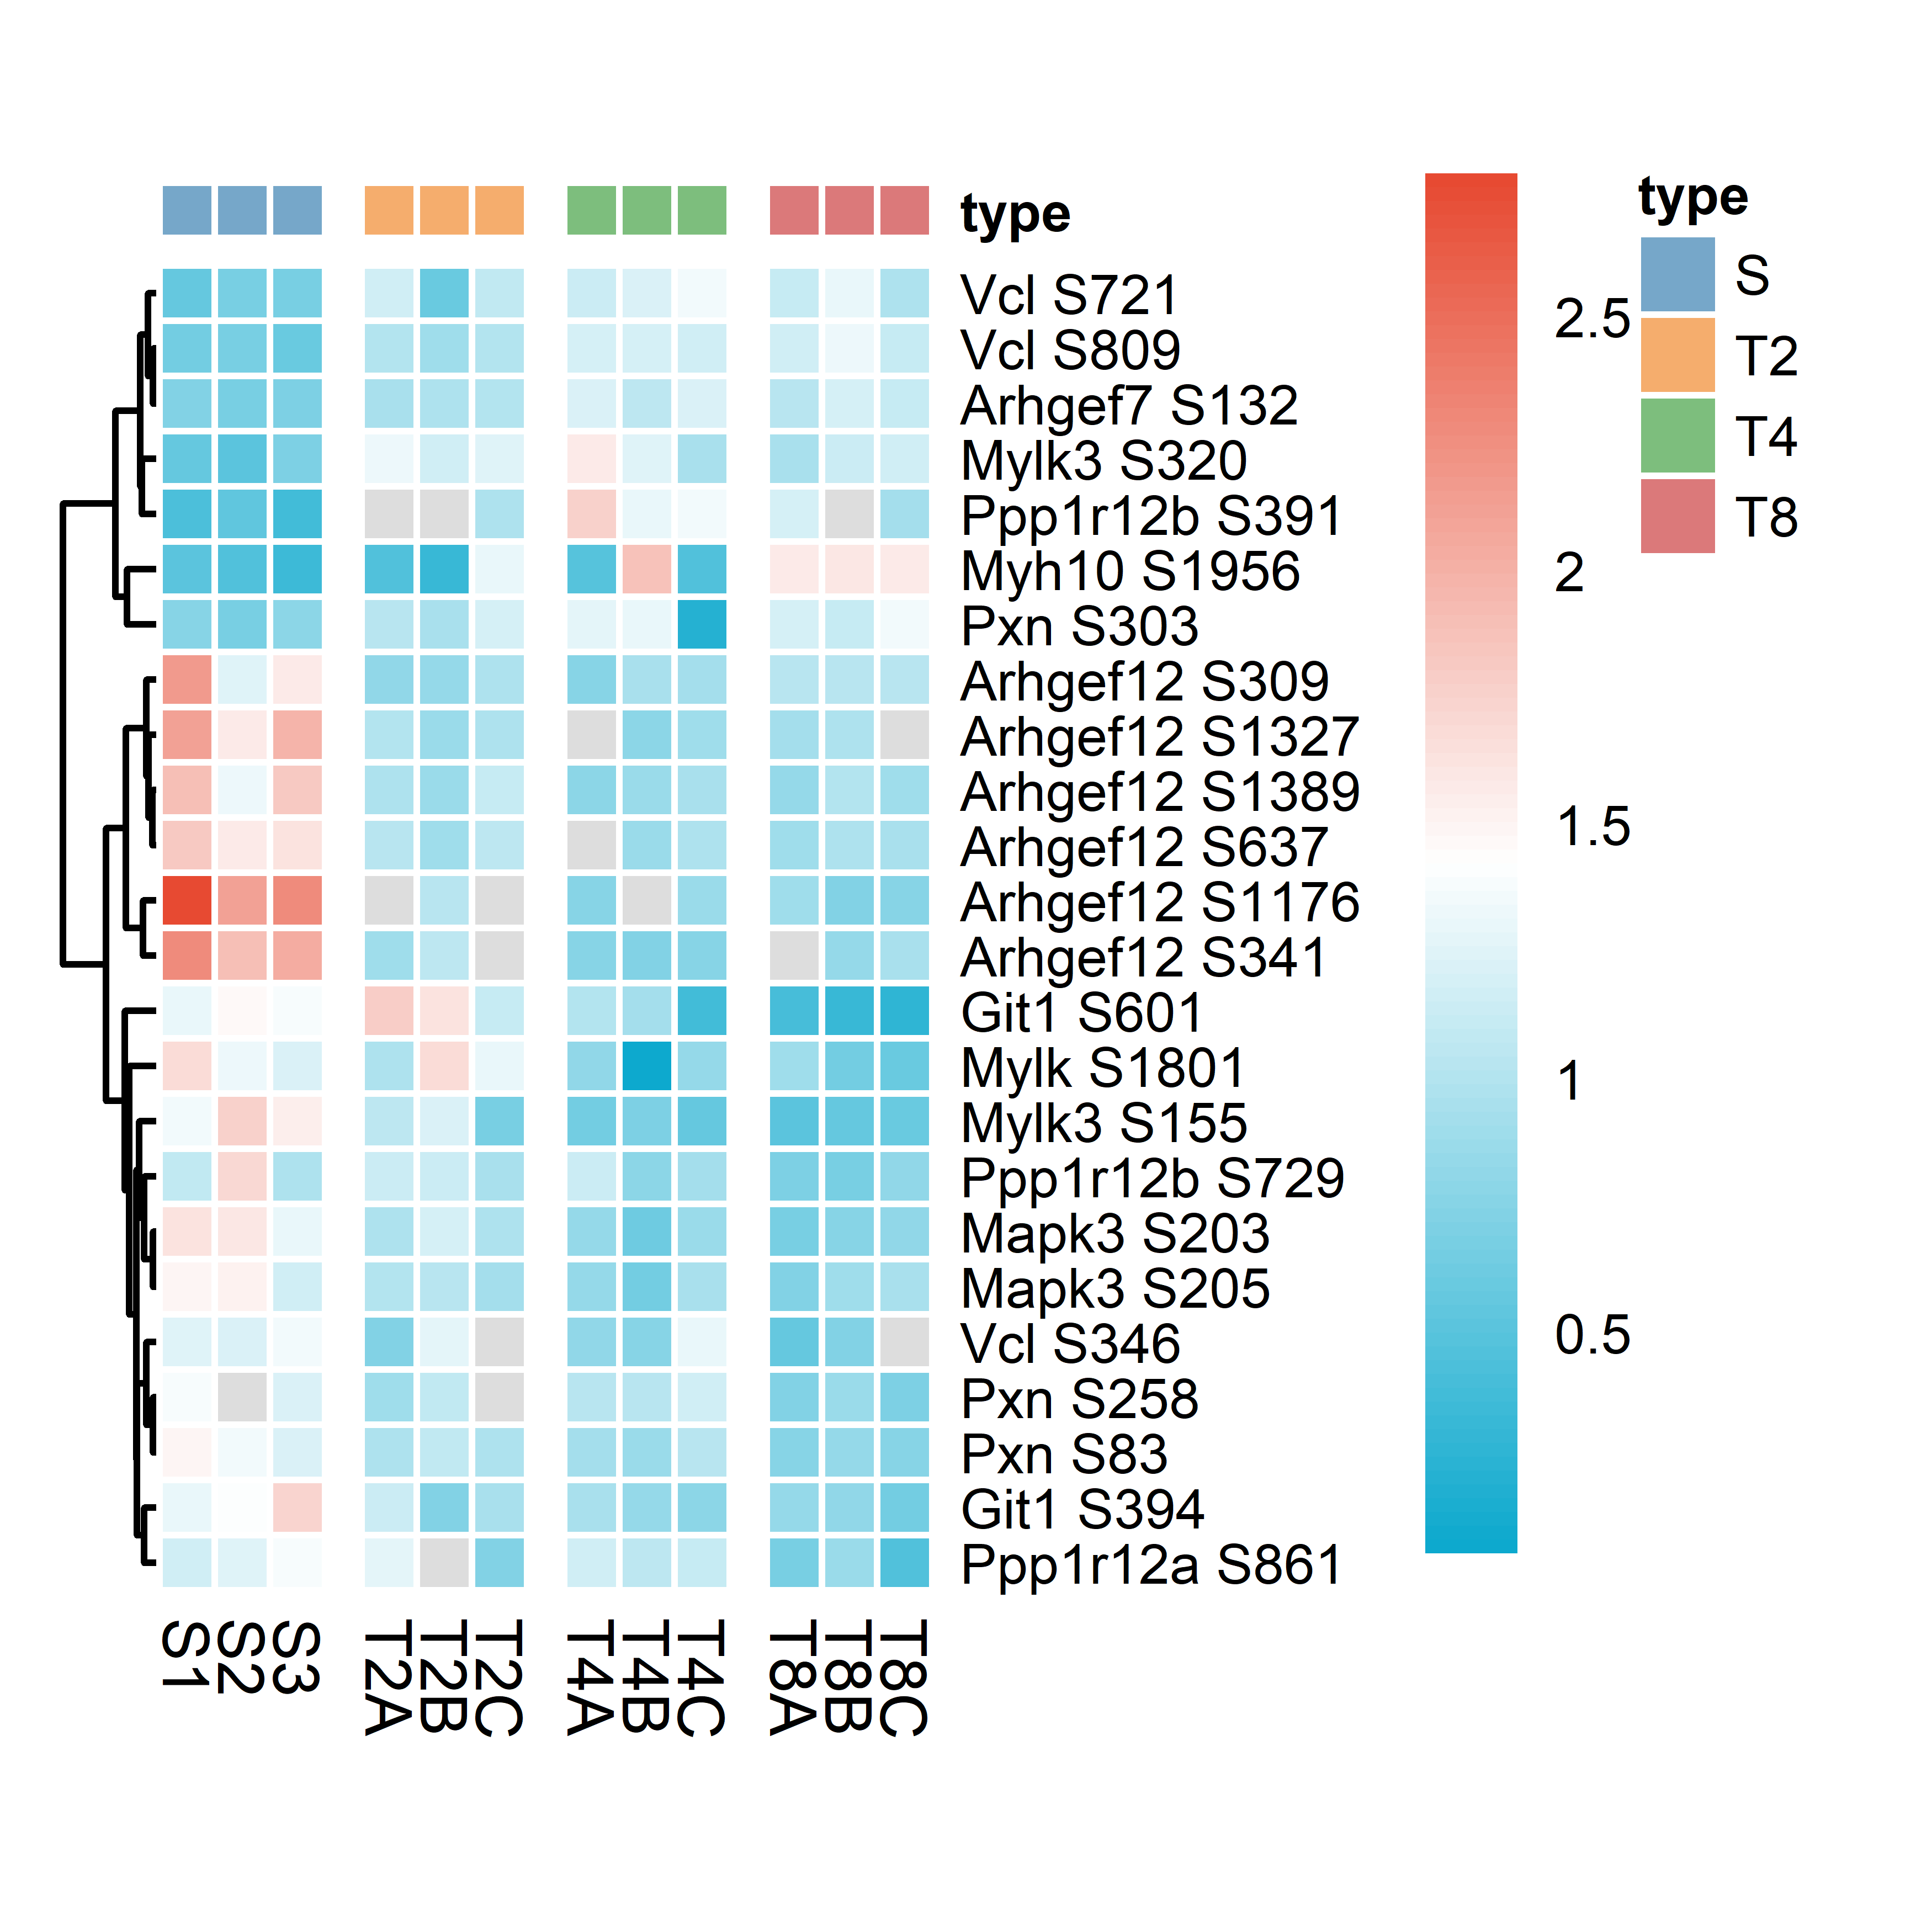 type
Vcl S721
Vcl S809
Arhgef7 S132
Mylk3 S320
Ppp1r12b S391
Myh10 S1956
Pxn S303
Arhgef12 S309
Arhgef12 S1327
Arhgef12 S1389
Arhgef12 S637
Arhgef12 S1176
Arhgef12 S341
Git1 S601
Mylk S1801
Mylk3 S155
Ppp1r12b S729
Mapk3 S203
Mapk3 S205
Vcl S346
Pxn S258
Pxn S83
Git1 S394
Ppp1r12a S861
S1
S2
S3
T2A
T2B
T2C
T4A
T4B
T4C
T8A
T8B
T8C
2.5
2
1.5
1
0.5
type
S
T2
T4
T8